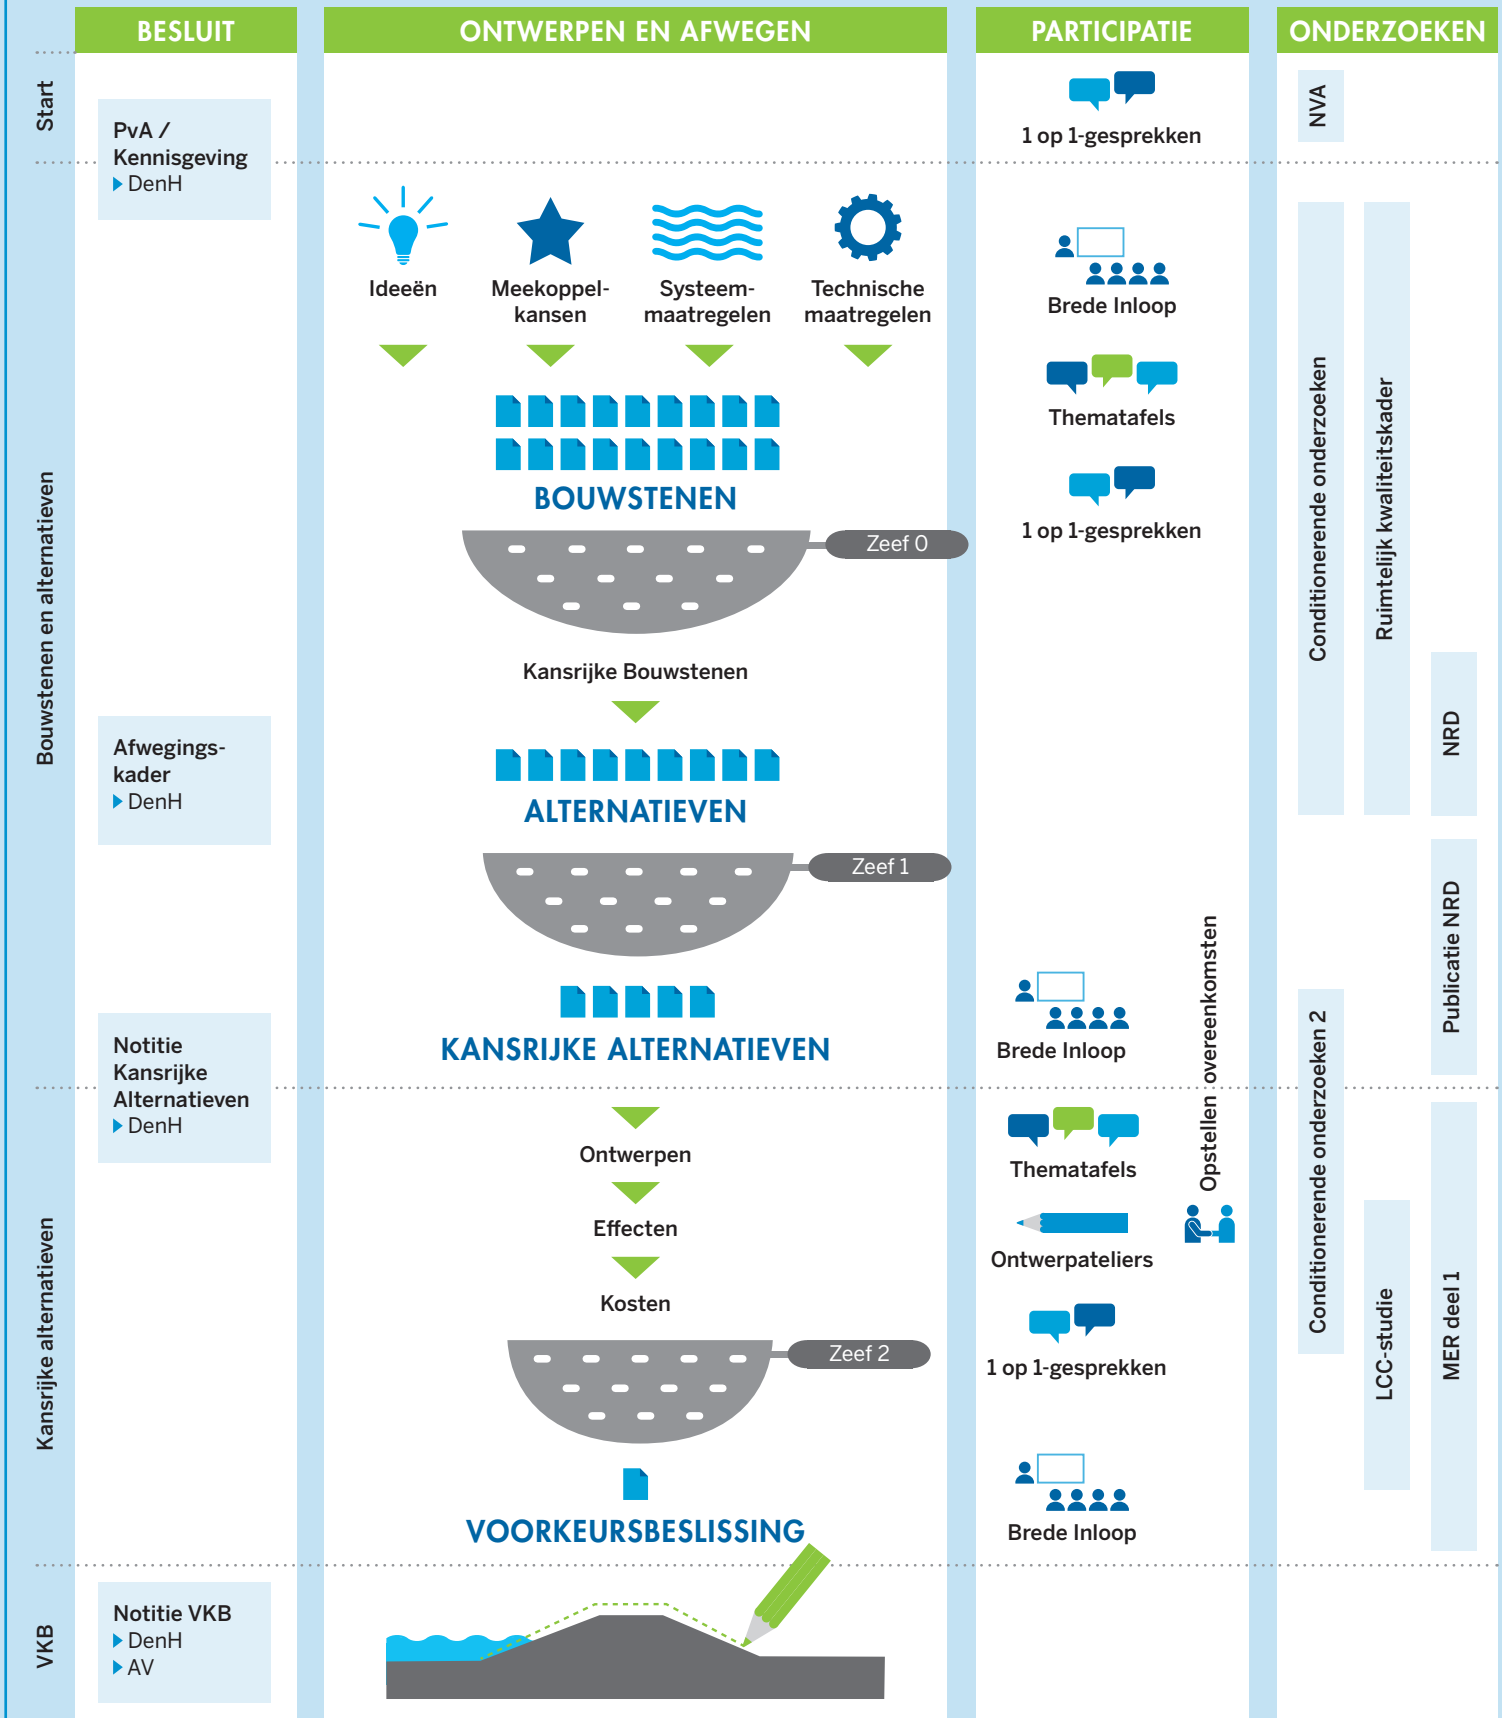 BESLUIT
ONTWERPEN EN AFWEGEN
PARTICIPATIE
ONDERZOEKEN
Start
PvA /
Kennisgeving
DenH
1 op 1-gesprekken
NVA
Bouwstenen en alternatieven
Ideeën
Meekoppel-
kansen
Systeem-
maatregelen
Technische
maatregelen
BOUWSTENEN
Zeef 0
Kansrijke Bouwstenen
Afwegings-
kader
DenH
ALTERNATIEVEN
Zeef 1
KANSRIJKE ALTERNATIEVEN
Brede Inloop
Thematafels
1 op 1-gesprekken
Brede Inloop
Conditionerende onderzoeken
Ruimtelijk kwaliteitskader
NRD
Publicatie NRD
Notitie
Kansrijke
Alternatieven
DenH
Kansrijke alternatieven
Ontwerpen
Effecten
Kosten
Zeef 2
VOORKEURSBESLISSING
Thematafels
Ontwerpateliers
1 op 1-gesprekken
Brede Inloop
Opstellen overeenkomsten
Conditionerende onderzoeken 2
LCC-studie
MER deel 1
VKB
Notitie VKB
DenH
AV